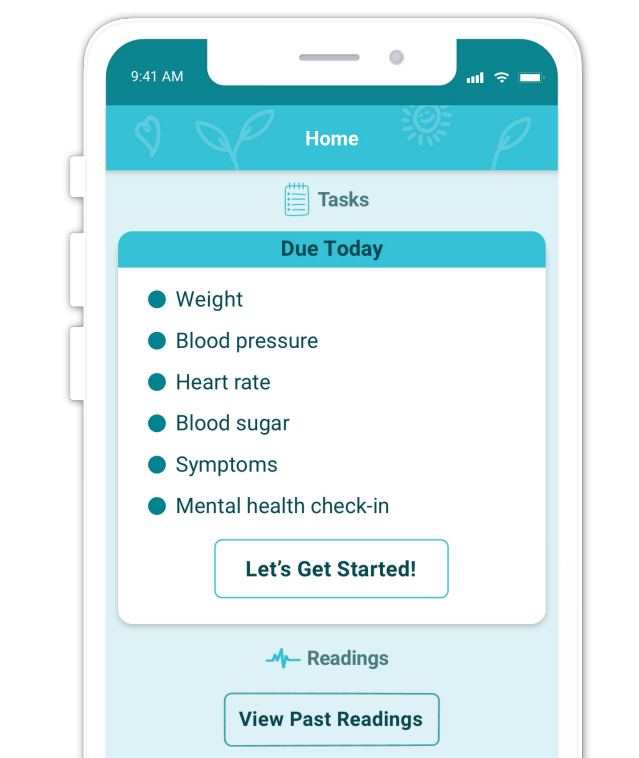 9:41 AM
Home
Tasks
Due Today
Weight
Blood pressure
Heart rate
Blood sugar
Symptoms
Mental health check-in
Let’s Get Started!
Readings
View Past Readings